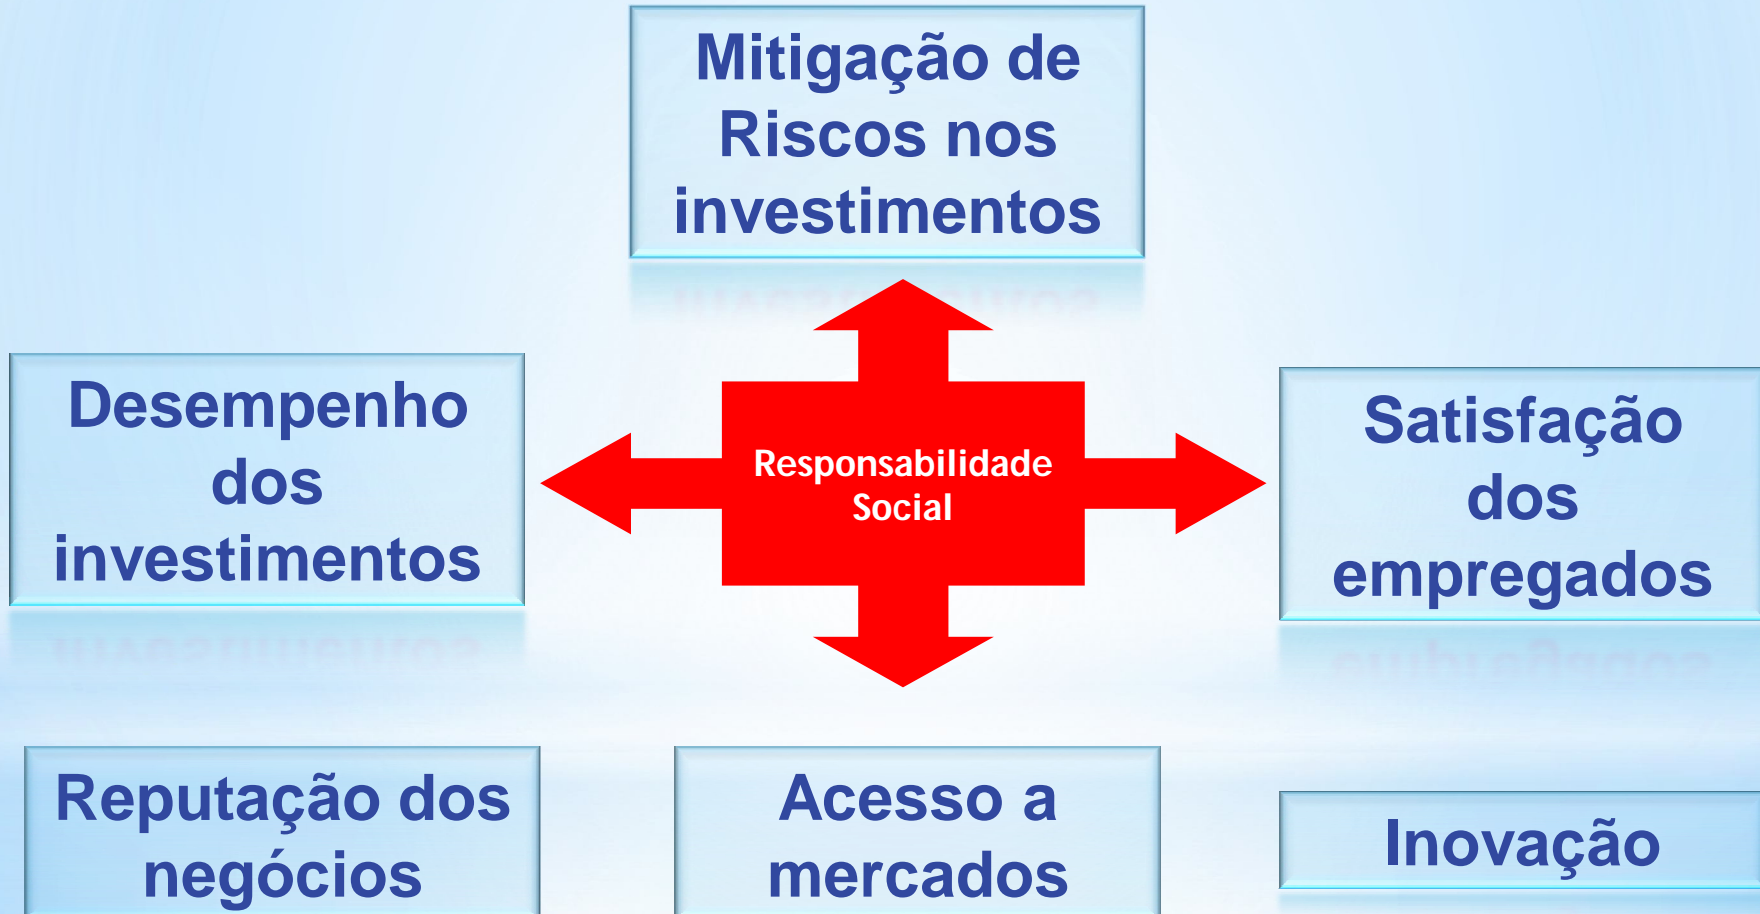 Mitigação de
Riscos nos
investimentos
Desempenho
dos
investimentos
Responsabilidade
Social
Satisfação
dos
empregados
Reputação dos
negócios
Acesso a
mercados
Inovação